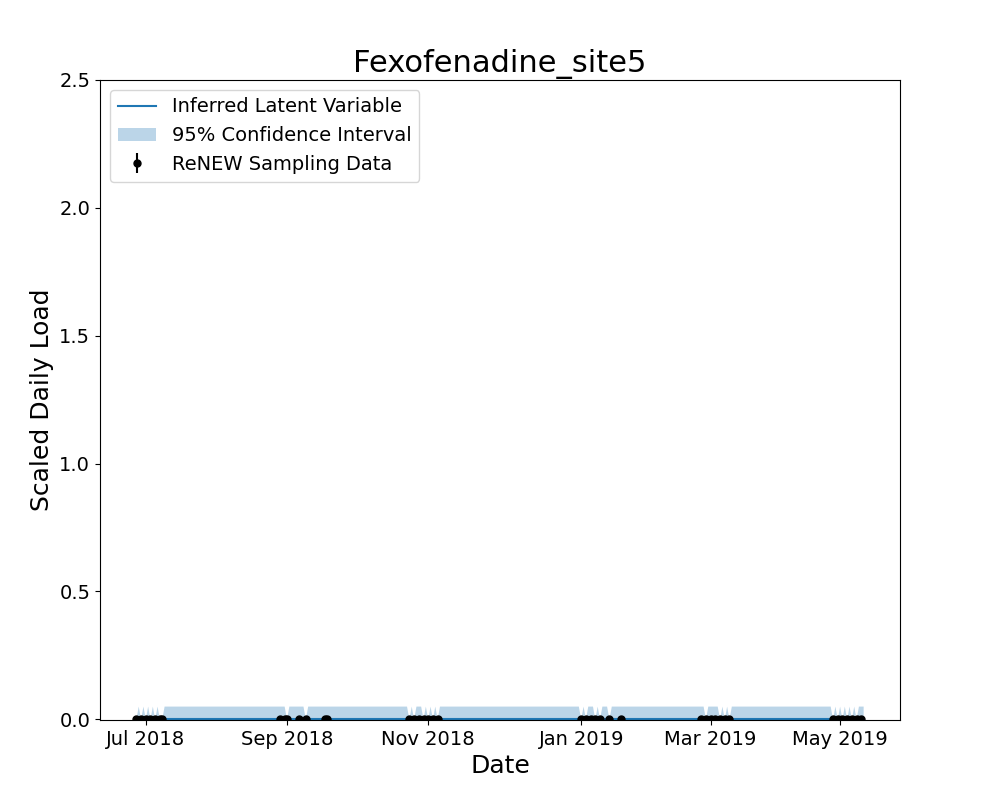 Fexofenadine_site5
Inferred Latent Variable
95% Confidence Interval
ReNEW Sampling Data
Scaled Daily Load
2.5
2.0
1.5
1.0
0.5
0.0
Jul 2018 Sep 2018 Nov 2018 Jan 2019 Mar 2019 May 2019
Date